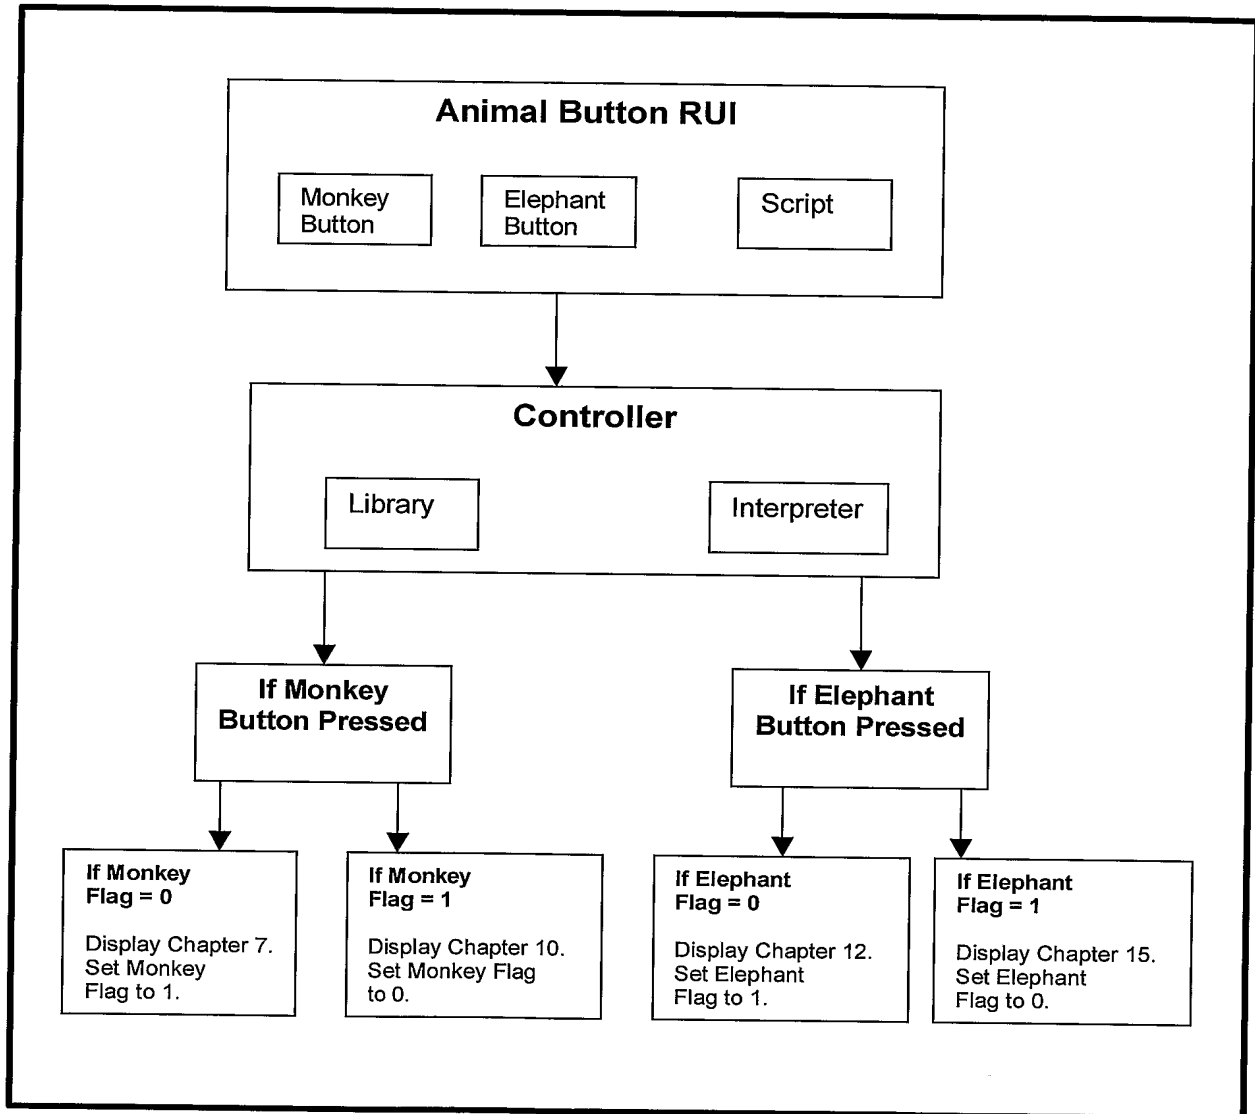 Animal Button RUI
Monkey
Button
Elephant
Button
Script
Controller
Library
Interpreter
If Monkey
Button Pressed
If Elephant
Button Pressed
If Monkey
Flag = 0
Display Chapter 7.
Set Monkey
Flag to 1.
If Monkey
Flag = 1
Display Chapter 10.
Set Monkey Flag
to 0.
If Elephant
Flag = 0
Display Chapter 12.
Set Elephant
Flag to 1.
If Elephant
Flag = 1
Display Chapter 15.
Set Elephant
Flag to 0.